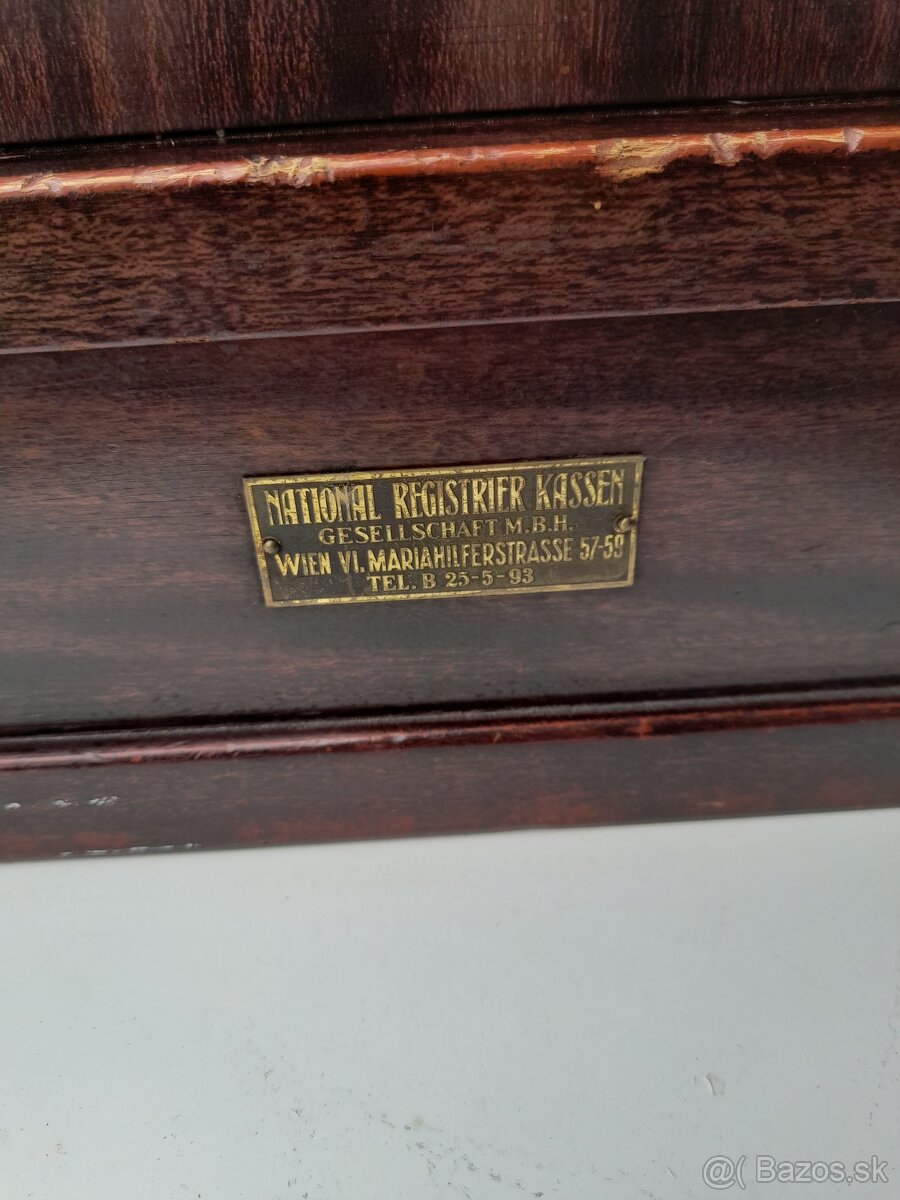 NATIONAL REGISTRIER KASSEN
GESELLSCHAFT M.B.H.
WIEN VI. MARIAHILFERSTRASSE 57-59
TEL. B 25-5-93
@( Bazos.sk